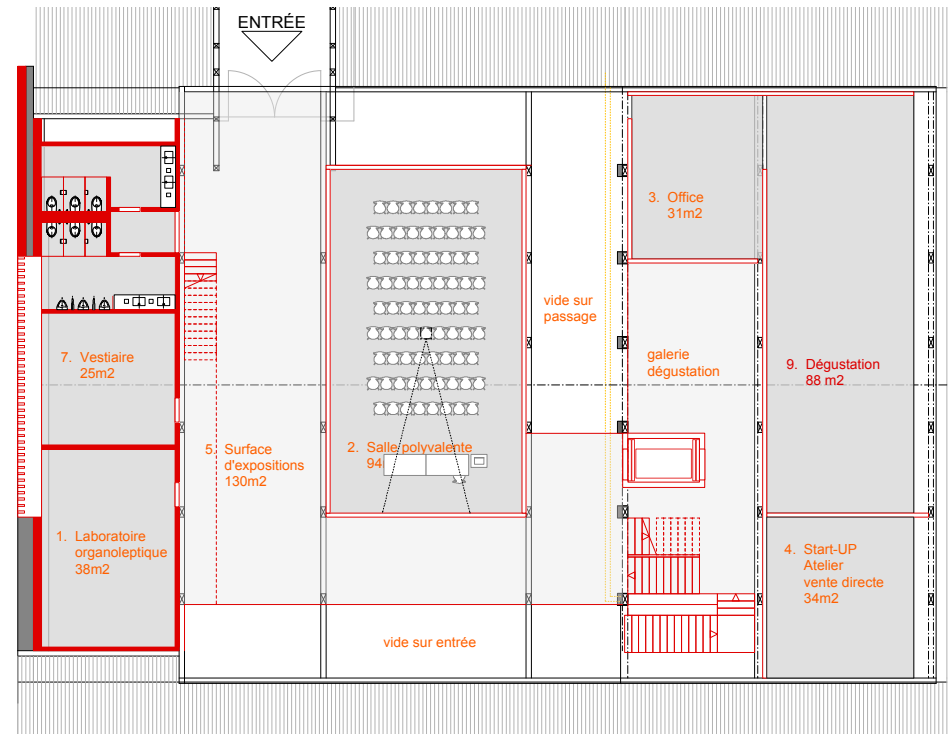 ENTRÉE
3. Office
31m2
vide sur
passage
galerie
dégustation
7. Vestiaire
25m2
9. Dégustation
88 m2
5. Surface
d'expositions
130m2
2. Salle polyvalente
94
1. Laboratoire
organoleptique
38m2
4. Start-UP
Atelier
vente directe
34m2
vide sur entrée